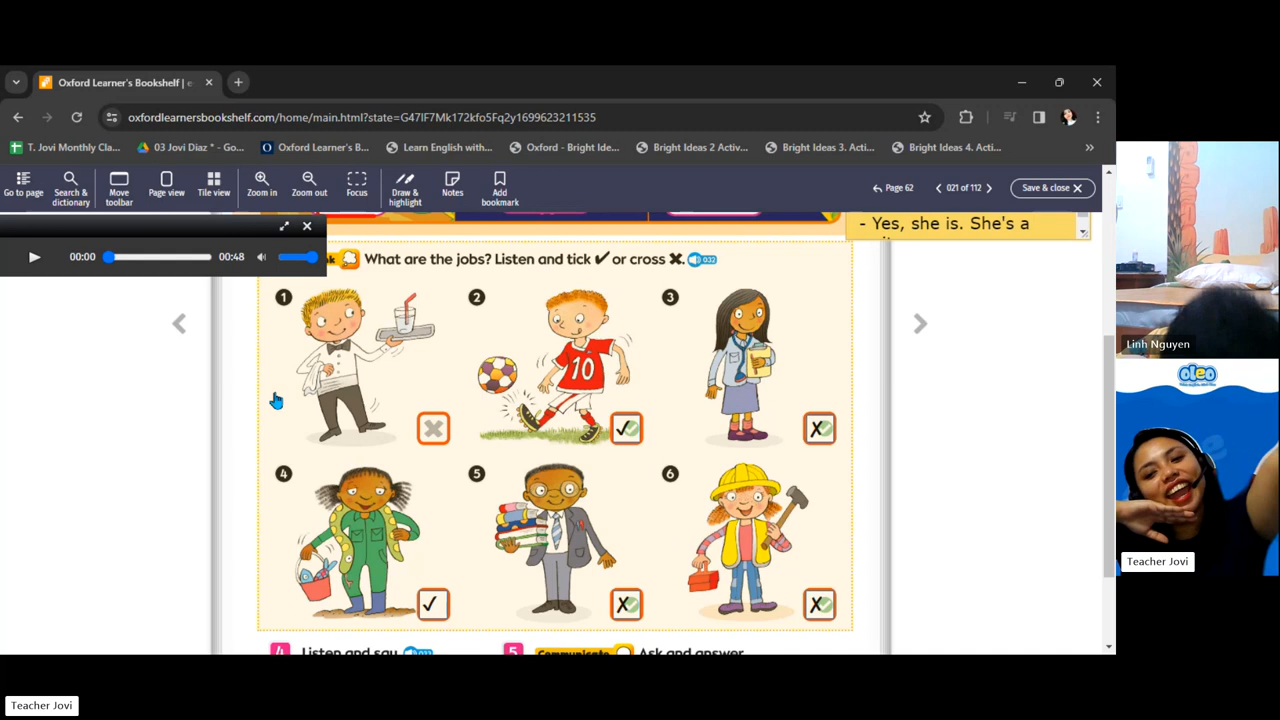 Oxford Learner's Bookshelf | e
oxfordlearnersbookshelf.com/home/main.html?state=G47IF7Mk172kfo5Fq2y1699623211535
T. Jovi Monthly Cla...
03 Jovi Diaz * - Go...
Oxford Learner's B...
Learn English with...
Oxford - Bright Ide...
Bright Ideas 2 Activ...
Bright Ideas 3. Acti...
Bright Ideas 4. Acti...
Go to page
Search & dictionary
Move toolbar
Page view
Tile view
Zoom in
Zoom out
Focus
Draw & highlight
Notes
Add bookmark
Page 62
021 of 112
Save & close
- Yes, she is. She's a
00:00
00:48
What are the jobs? Listen and tick ✔ or cross ✖. 032
1
2
3
10
4
5
6
4 Listen and say
5 Communicate Ask and answer
Linh Nguyen
oleo
Teacher Jovi
Teacher Jovi